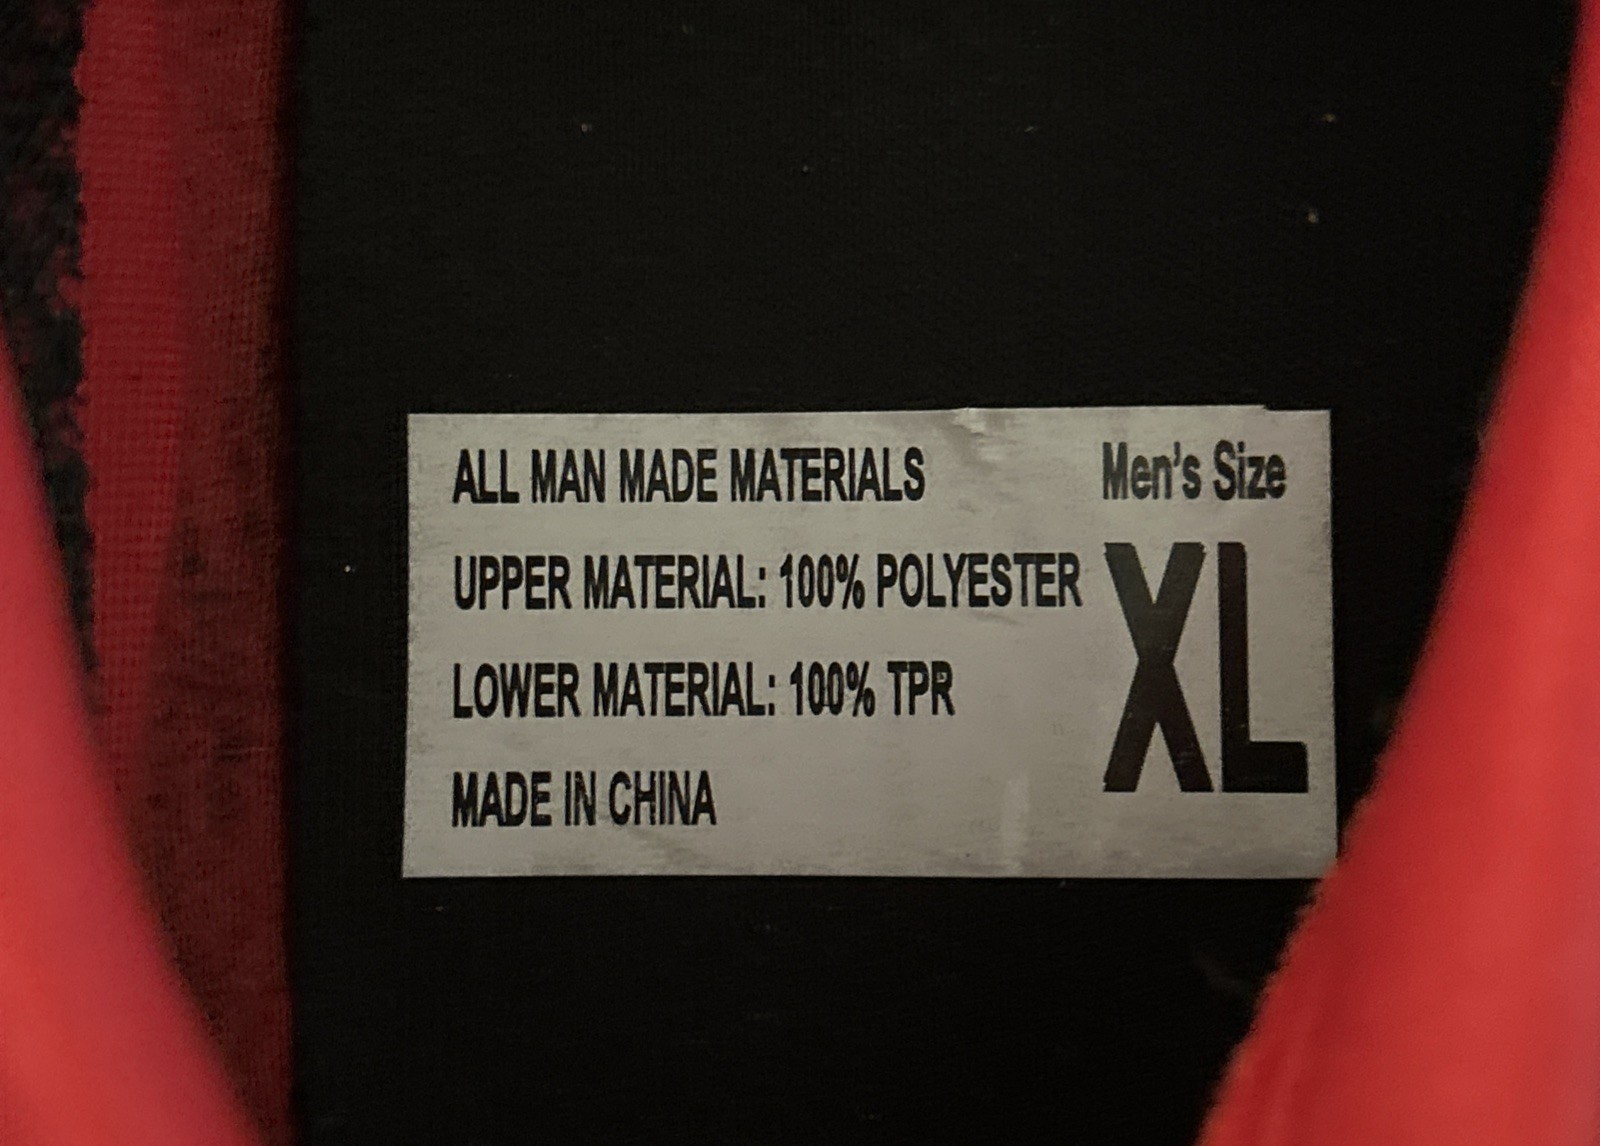 ALL MAN MADE MATERIALS
Men's Size
UPPER MATERIAL: 100% POLYESTER
XL
LOWER MATERIAL: 100% TPR
MADE IN CHINA